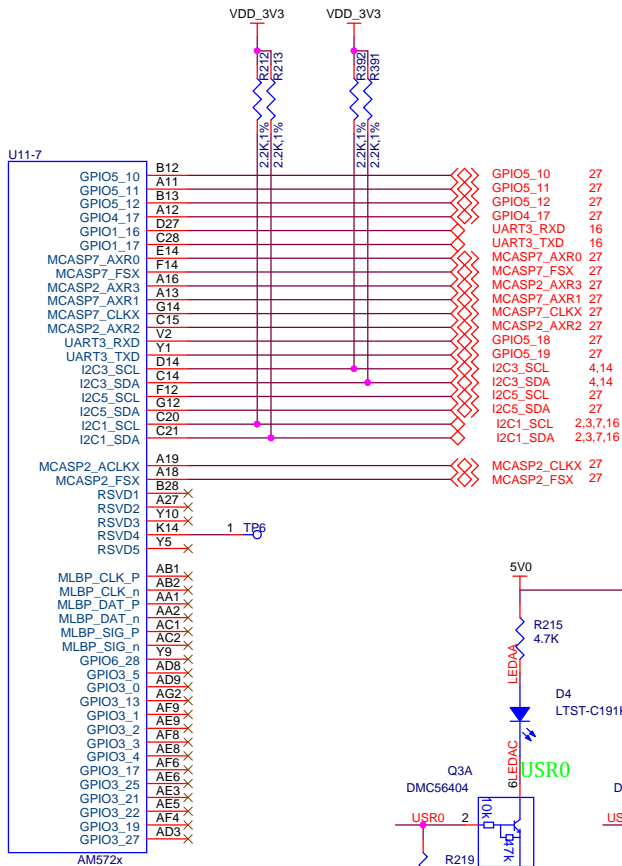 VDD_3V3 VDD_3V3
R212 R213 R392 R391
2.2K,1% 2.2K,1% 2.2K,1% 2.2K,1%
U11-7
GPIO5_10 B12 GPIO5_10 27
GPIO5_11 A11 GPIO5_11 27
GPIO5_12 B13 GPIO5_12 27
GPIO4_17 A12 GPIO4_17 27
GPIO1_16 D27 UART3_RXD 16
GPIO1_17 C28 UART3_TXD 16
MCASP7_AXR0 E14 MCASP7_AXR0 27
MCASP7_FSX F14 MCASP7_FSX 27
MCASP2_AXR3 A16 MCASP2_AXR3 27
MCASP7_AXR1 A13 MCASP7_AXR1 27
MCASP7_CLKX G14 MCASP7_CLKX 27
MCASP2_AXR2 C15 MCASP2_AXR2 27
UART3_RXD V2 GPIO5_18 27
UART3_TXD Y1 GPIO5_19 27
I2C3_SCL D14 I2C3_SCL 4,14
I2C3_SDA C14 I2C3_SDA 4,14
I2C5_SCL F12 I2C5_SCL 27
I2C5_SDA G12 I2C5_SDA 27
I2C1_SCL C20 I2C1_SCL 2,3,7,16
I2C1_SDA C21 I2C1_SDA 2,3,7,16
MCASP2_ACLKX A19 MCASP2_CLKX 27
MCASP2_FSX A18 MCASP2_FSX 27
RSVD1 B28
RSVD2 A27
RSVD3 Y10
RSVD4 K14 1 TP6
RSVD5 Y5
MLBP_CLK_P AB1
MLBP_CLK_n AB2
MLBP_DAT_P AA1
MLBP_DAT_n AA2
MLBP_SIG_P AC1
MLBP_SIG_n AC2
GPIO6_28 Y9
GPIO3_5 AD8
GPIO3_0 AD9
GPIO3_13 AG2
GPIO3_1 AF9
GPIO3_2 AE9
GPIO3_3 AF8
GPIO3_4 AE8
GPIO3_17 AF6
GPIO3_25 AE6
GPIO3_21 AE3
GPIO3_22 AE5
GPIO3_19 AF4
GPIO3_27 AD3
AM572x
5V0
R215
4.7K
LEDAA
D4
LTST-C191
LEDAC
USR0
Q3A
DMC56404
6
USR0 2
10k
47k
R219
D
US